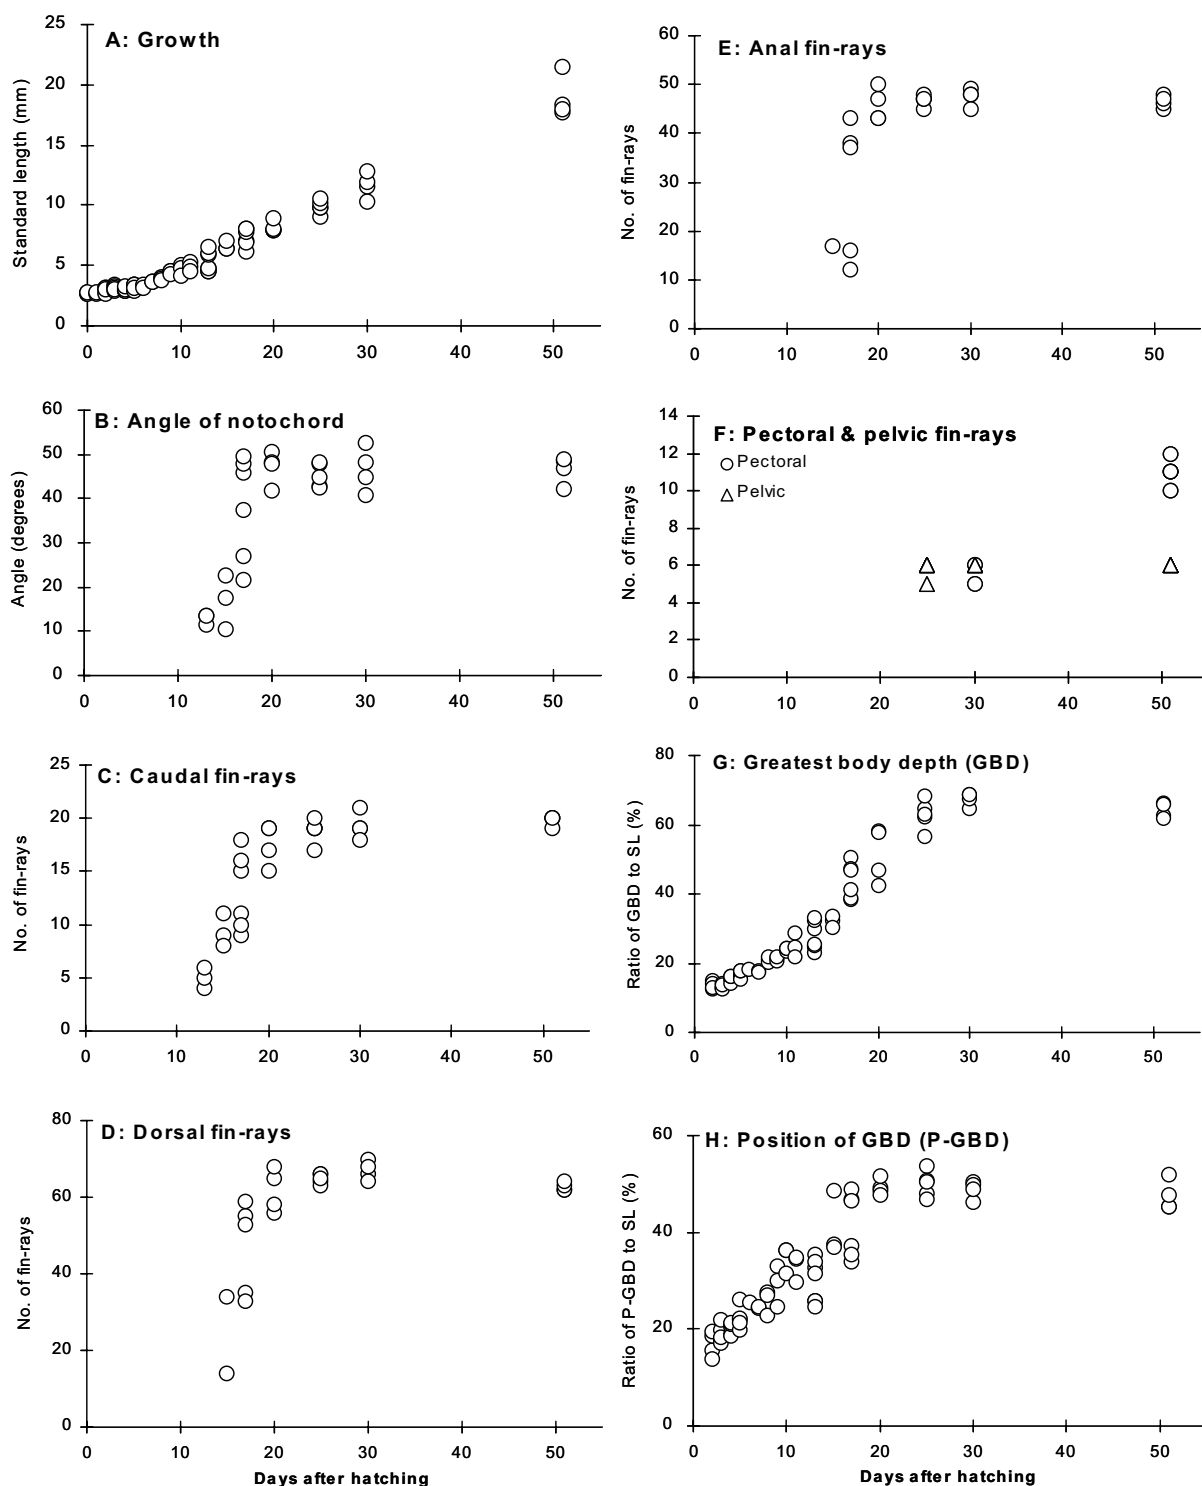 A: Growth
Standard length (mm)
25
20
15
10
5
0
0 10 20 30 40 50
B: Angle of notochord
Angle (degrees)
60
50
40
30
20
10
0
0 10 20 30 40 50
C: Caudal fin-rays
No. of fin-rays
25
20
15
10
5
0
0 10 20 30 40 50
D: Dorsal fin-rays
No. of fin-rays
80
60
40
20
0
0 10 20 30 40 50
Days after hatching
E: Anal fin-rays
No. of fin-rays
60
50
40
30
20
10
0
0 10 20 30 40 50
F: Pectoral & pelvic fin-rays
Pectoral
Pelvic
No. of fin-rays
14
12
10
8
6
4
2
0
0 10 20 30 40 50
G: Greatest body depth (GBD)
Ratio of GBD to SL (%)
80
60
40
20
0
0 10 20 30 40 50
H: Position of GBD (P-GBD)
Ratio of P-GBD to SL (%)
60
40
20
0
0 10 20 30 40 50
Days after hatching